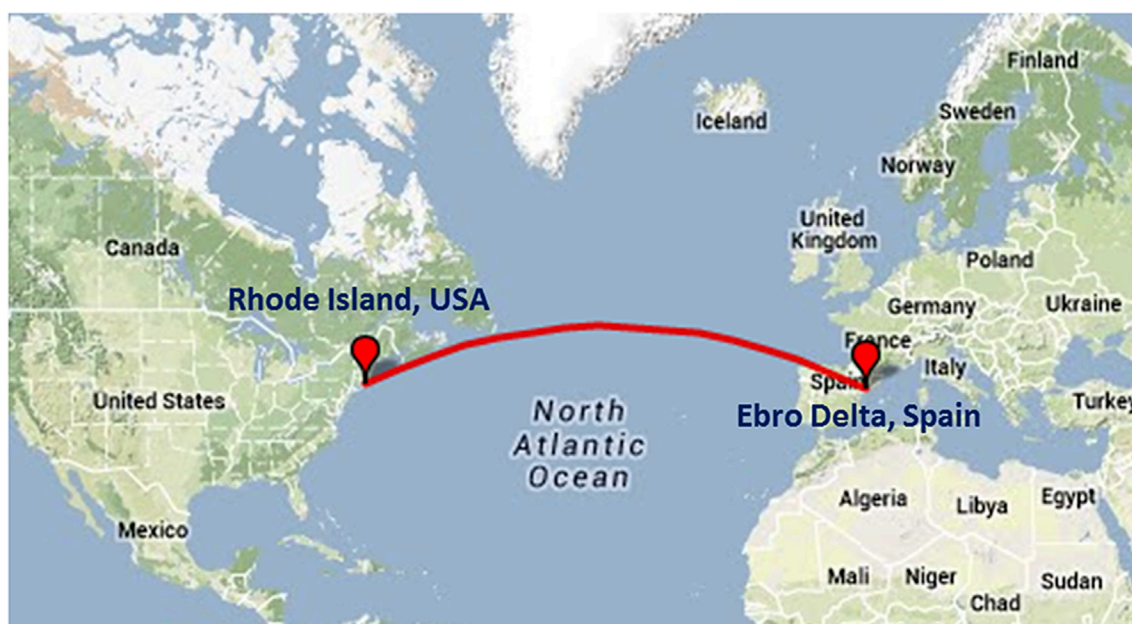 Finland
Sweden
Iceland
Norway
United
Kingdom
Canada
Poland
Rhode Island, USA
Germany
Ukraine
France
Italy
Spain
United States
Turkey
Ebro Delta, Spain
North
Atlantic
Ocean
Algeria
Libya
Egypt
Mexico
Mali
Niger
Sudan
Chad